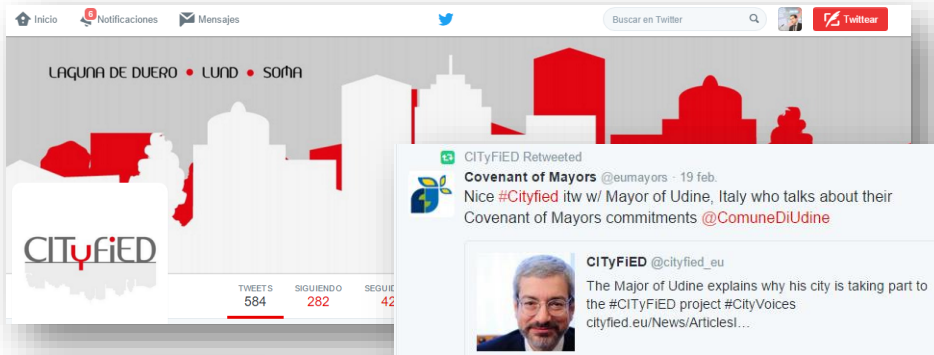 Inicio
6
Notificaciones
Mensajes
Buscar en Twitter
Twittear
LAGUNA DE DUERO • LUND • SOMA
CITyFiED
TWEETS
584
SIGUIENDO
282
CITyFiED Retweeted
Covenant of Mayors @eumayors · 19 feb.
Nice #Cityfied itw w/ Mayor of Udine, Italy who talks about their
Covenant of Mayors commitments @ComuneDiUdine
CITyFiED @cityfied_eu
The Major of Udine explains why his city is taking part to
the #CITyFiED project #CityVoices
cityfied.eu/News/ArticlesI...